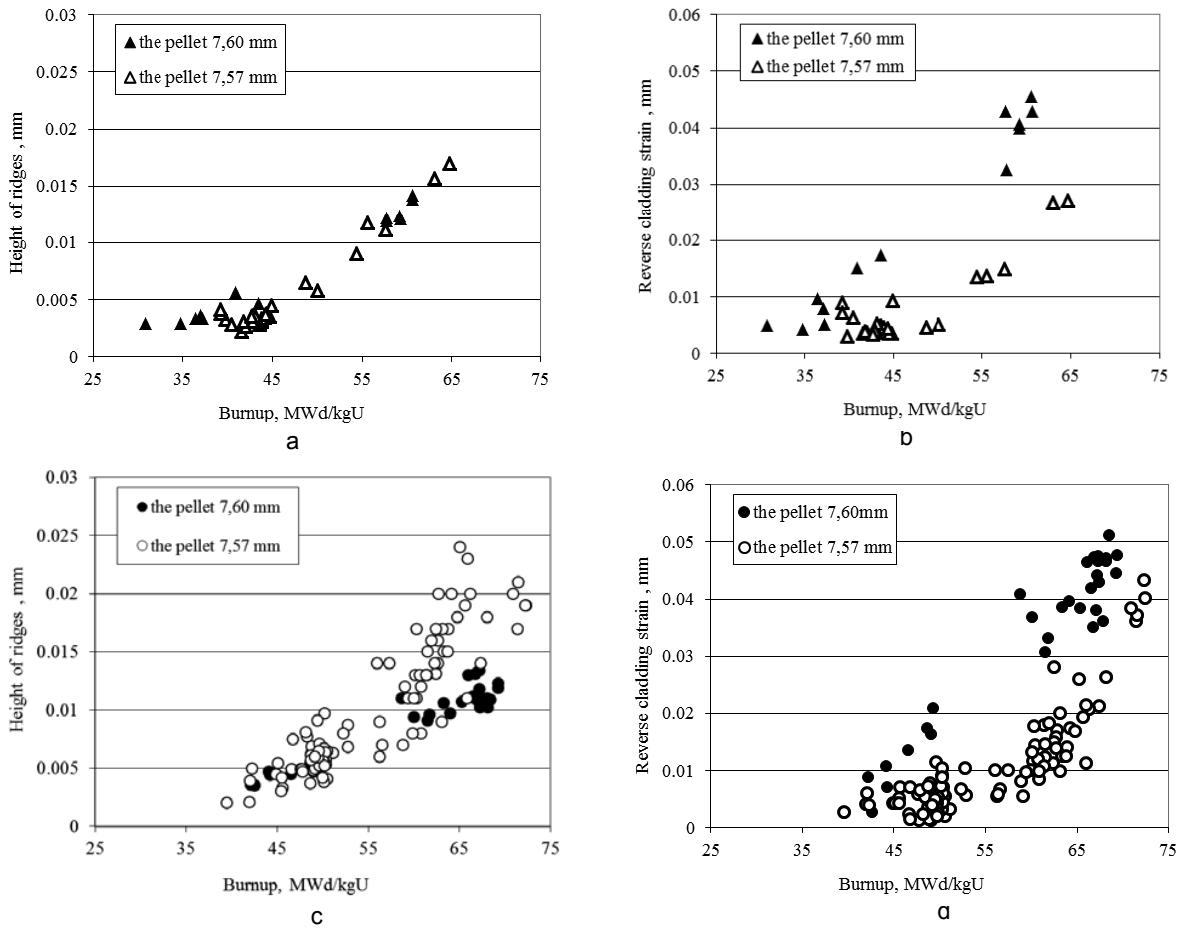 0.03
0.025
0.02
0.015
0.01
0.005
0
Height of ridges , mm
the pellet 7,60 mm
the pellet 7,57 mm
25 35 45 55 65 75
Burnup, MWd/kgU
a
0.06
0.05
0.04
0.03
0.02
0.01
0
Reverse cladding strain , mm
the pellet 7,60 mm
the pellet 7,57 mm
25 35 45 55 65 75
Burnup, MWd/kgU
b
0.03
0.025
0.02
0.015
0.01
0.005
0
Height of ridges , mm
the pellet 7,60 mm
the pellet 7,57 mm
25 35 45 55 65 75
Burnup, MWd/kgU
c
0.06
0.05
0.04
0.03
0.02
0.01
0
Reverse cladding strain , mm
the pellet 7,60mm
the pellet 7,57 mm
25 35 45 55 65 75
Burnup, MWd/kgU
d